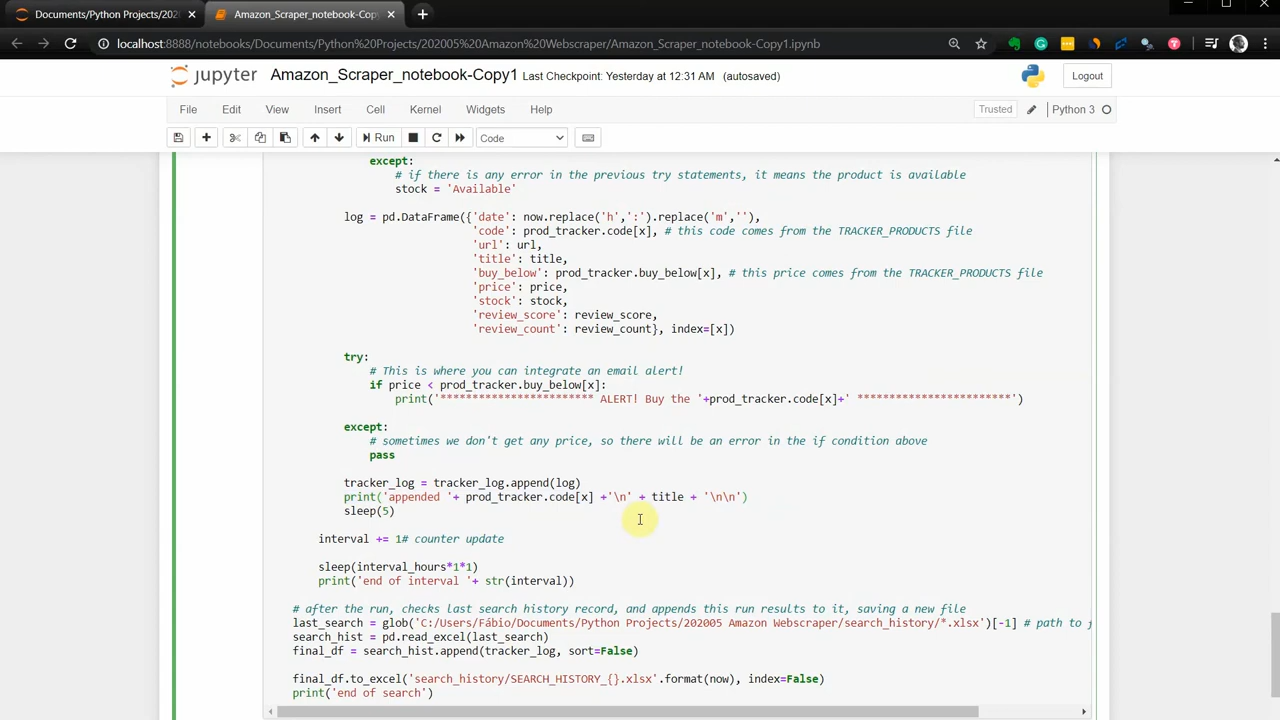 Documents/Python Projects/202
Amazon_Scraper_notebook-Cop
localhost:8888/notebooks/Documents/Python%20Projects/202005%20Amazon%20Webscraper/Amazon_Scraper_notebook-Copy1.ipynb
jupyter Amazon_Scraper_notebook-Copy1 Last Checkpoint: Yesterday at 12:31 AM (autosaved)
Logout
File Edit View Insert Cell Kernel Widgets Help
Trusted
Python 3
Run
Code
except:
# if there is any error in the previous try statements, it means the product is available
stock = 'Available'
log = pd.DataFrame({'date': now.replace('h',':').replace('m',''),
'code': prod_tracker.code[x], # this code comes from the TRACKER_PRODUCTS file
'url': url,
'title': title,
'buy_below': prod_tracker.buy_below[x], # this price comes from the TRACKER_PRODUCTS file
'price': price,
'stock': stock,
'review_score': review_score,
'review_count': review_count}, index=[x])
try:
# This is where you can integrate an email alert!
if price < prod_tracker.buy_below[x]:
print('************************ ALERT! Buy the '+prod_tracker.code[x]+' ************************')
except:
# sometimes we don't get any price, so there will be an error in the if condition above
pass
tracker_log = tracker_log.append(log)
print('appended '+ prod_tracker.code[x] +'\n' + title + '\n\n')
sleep(5)
interval += 1# counter update
sleep(interval_hours*1*1)
print('end of interval '+ str(interval))
# after the run, checks last search history record, and appends this run results to it, saving a new file
last_search = glob('C:/Users/Fábio/Documents/Python Projects/202005 Amazon Webscraper/search_history/*.xlsx')[-1] # path to
search_hist = pd.read_excel(last_search)
final_df = search_hist.append(tracker_log, sort=False)
final_df.to_excel('search_history/SEARCH_HISTORY_{}.xlsx'.format(now), index=False)
print('end of search')